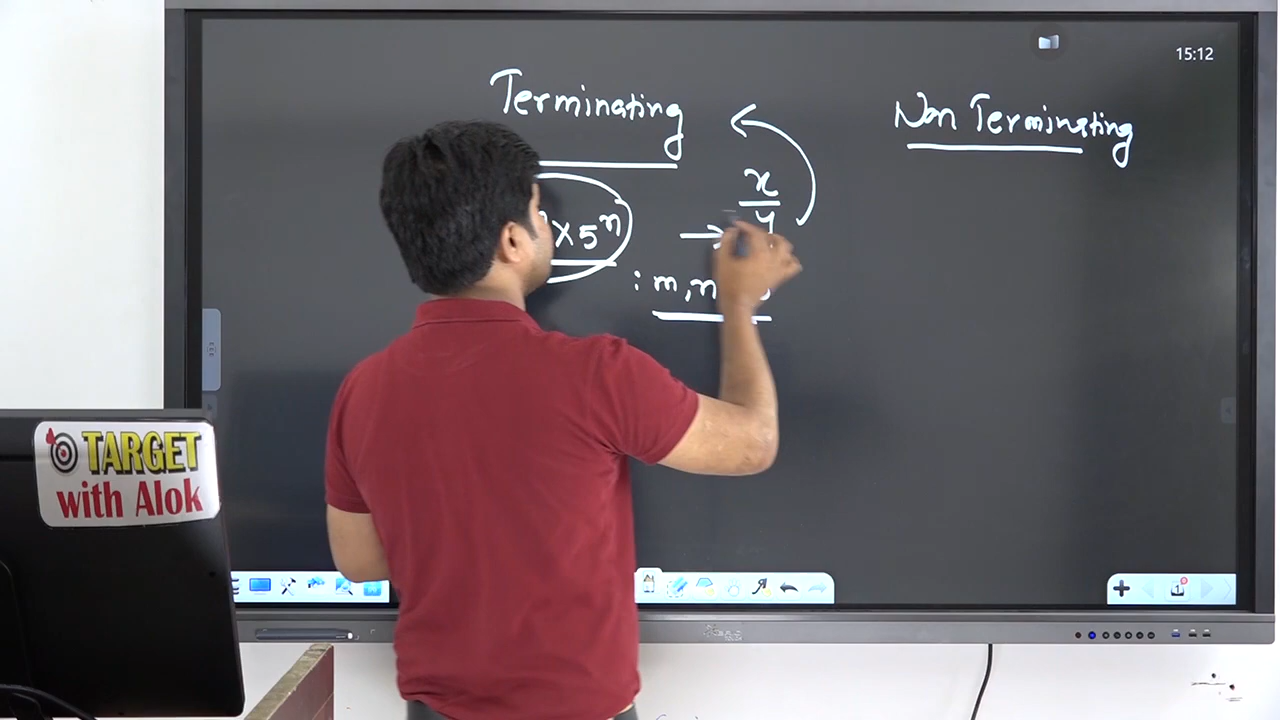 15:12
Terminating
Non Terminating
x
y
× 5ⁿ →
: m, n
TARGET
with Alok